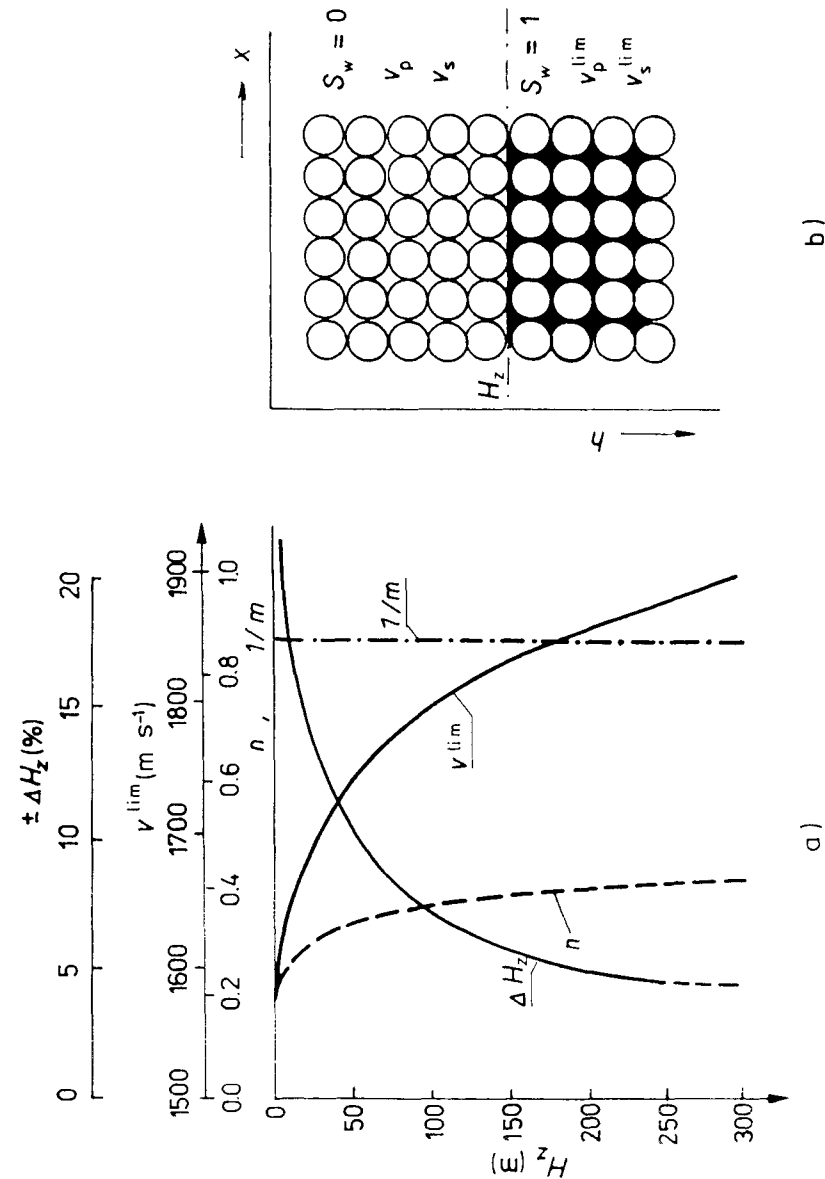 ± ΔH_z (%)
0 5 10 15 20
v^lim (m s⁻¹)
1500 1600 1700 1800 1900
n, 1/m
0.0 0.2 0.4 0.6 0.8 1.0
H_z (m)
0
50
100
150
200
250
300
1/m
v^lim
n
ΔH_z
a)
x
h
H_z
S_w = 0
v_p
v_s
S_w = 1
v_p^lim
v_s^lim
b)